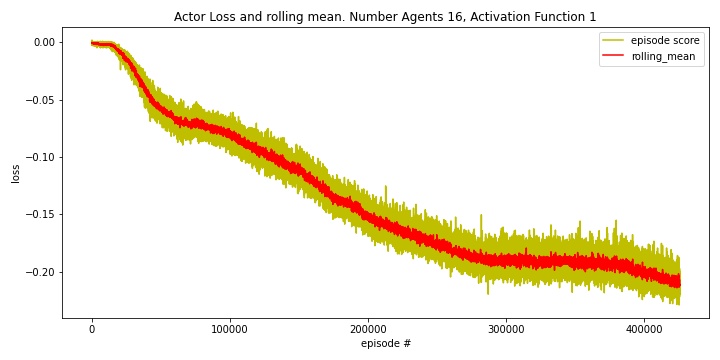 Actor Loss and rolling mean. Number Agents 16, Activation Function 1
episode score
rolling_mean
0.00
−0.05
−0.10
−0.15
−0.20
loss
0
100000
200000
300000
400000
episode #